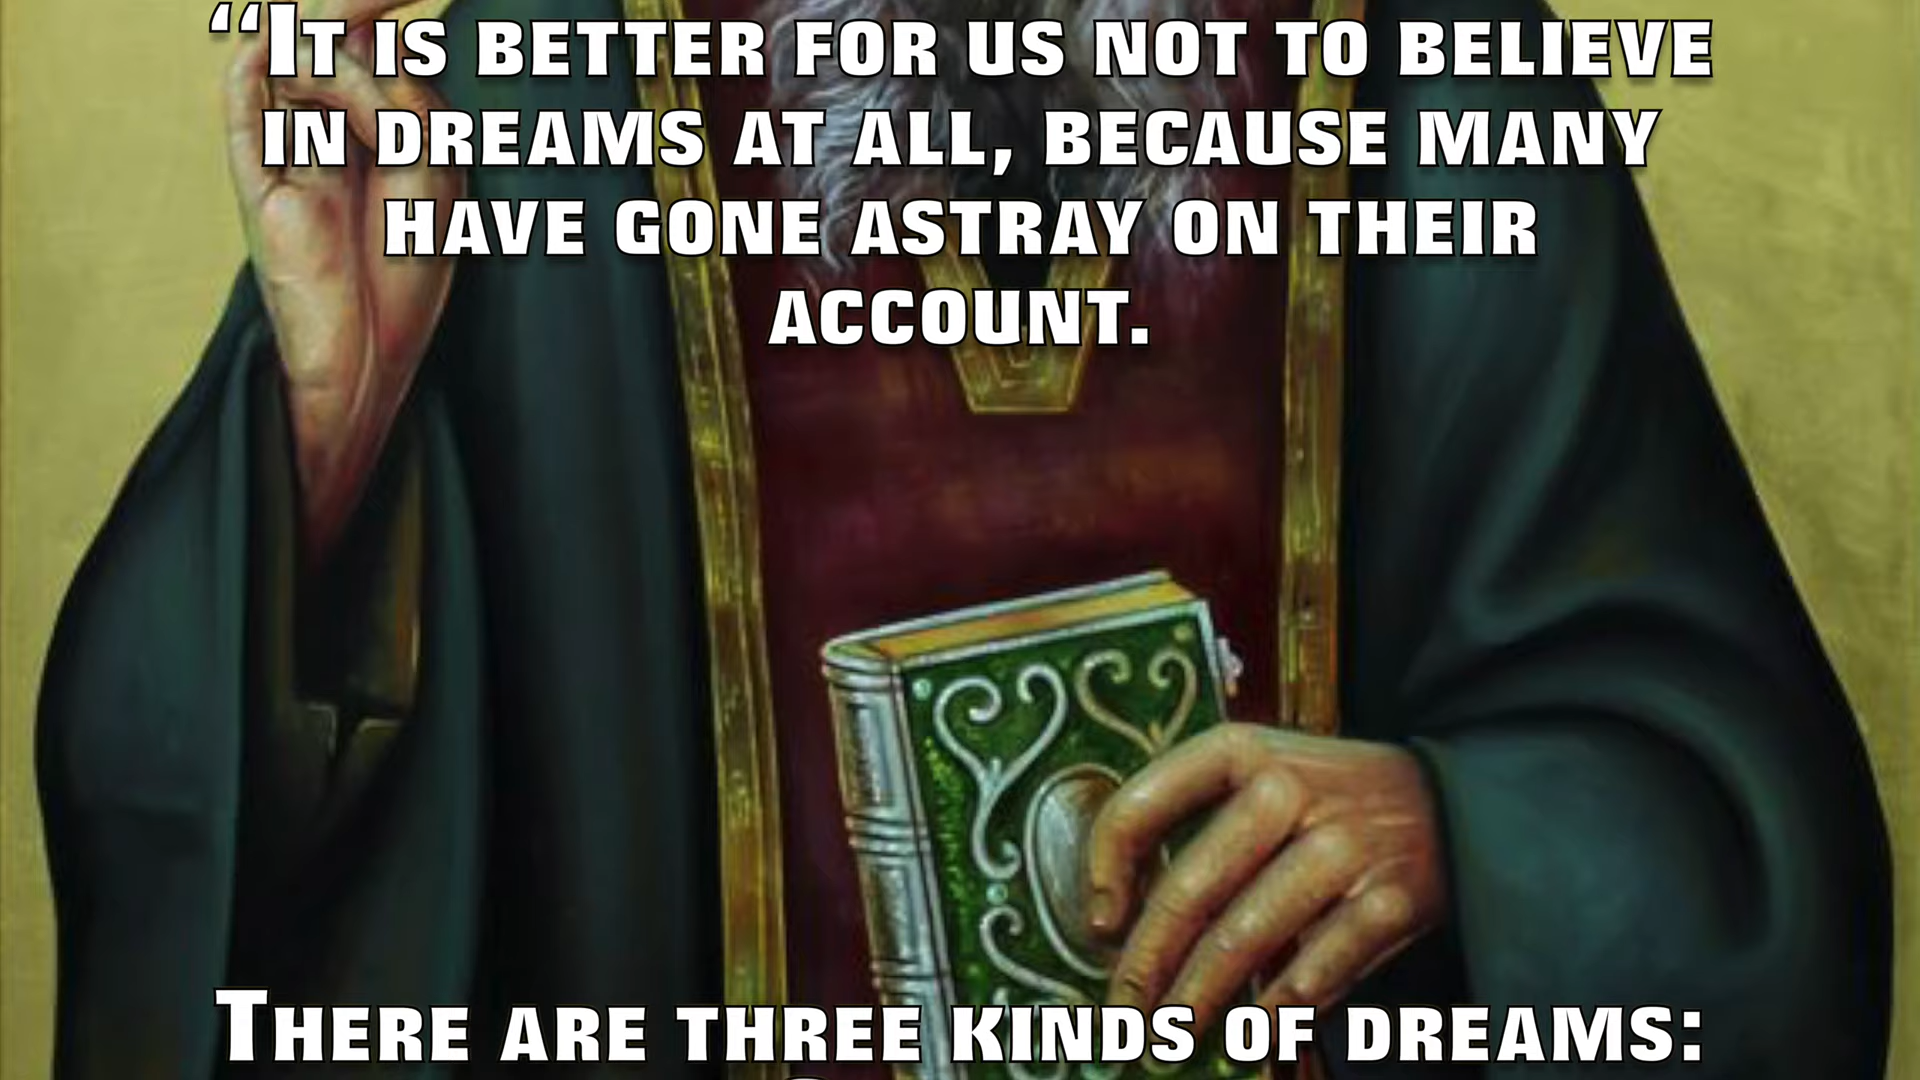 “It is better for us not to believe
in dreams at all, because many
have gone astray on their
account.
There are three kinds of dreams: